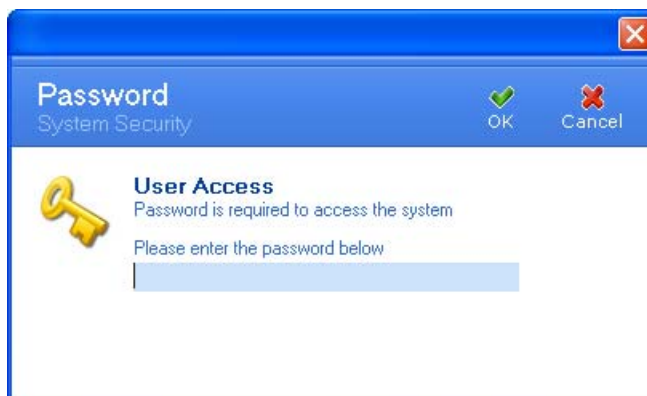 Password
System Security
OK Cancel
User Access
Password is required to access the system
Please enter the password below